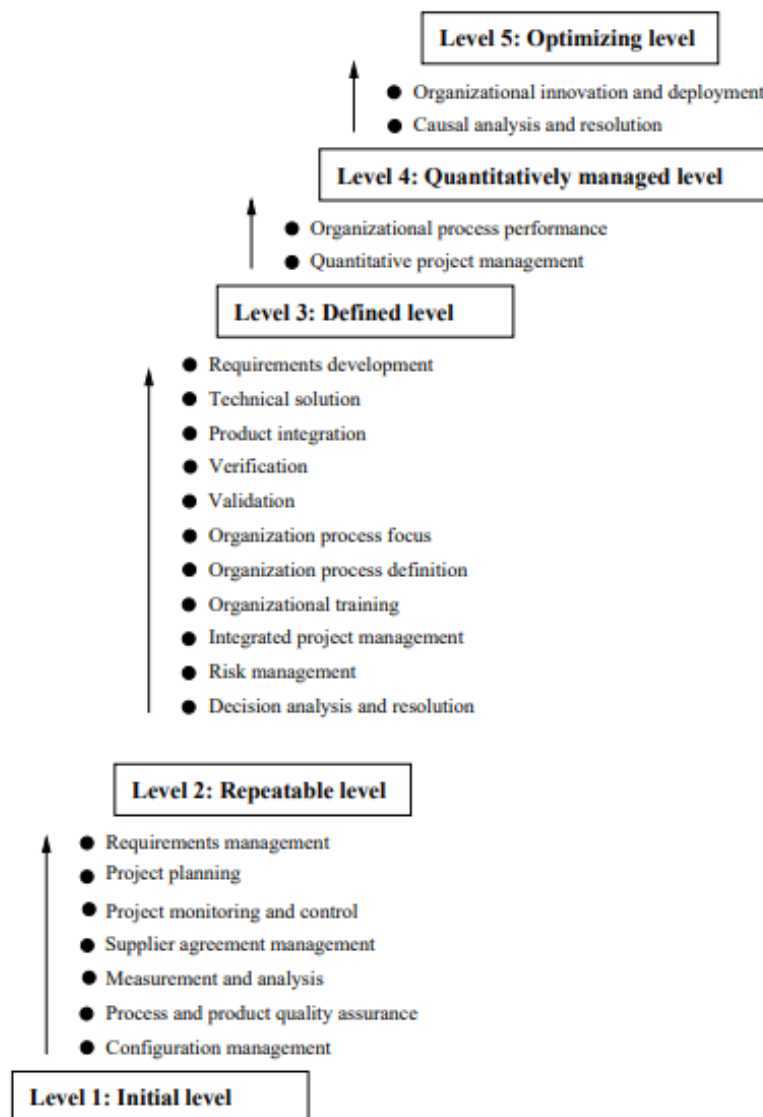 Level 5: Optimizing level
Organizational innovation and deployment
Causal analysis and resolution
Level 4: Quantitatively managed level
Organizational process performance
Quantitative project management
Level 3: Defined level
Requirements development
Technical solution
Product integration
Verification
Validation
Organization process focus
Organization process definition
Organizational training
Integrated project management
Risk management
Decision analysis and resolution
Level 2: Repeatable level
Requirements management
Project planning
Project monitoring and control
Supplier agreement management
Measurement and analysis
Process and product quality assurance
Configuration management
Level 1: Initial level